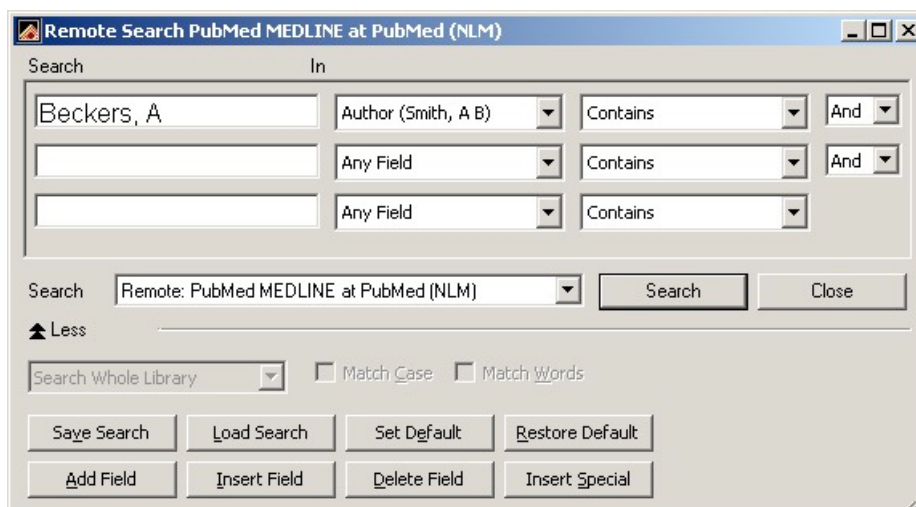 Remote Search PubMed MEDLINE at PubMed (NLM)
Search In
Beckers, A Author (Smith, A B) Contains And
Any Field Contains And
Any Field Contains
Search Remote: PubMed MEDLINE at PubMed (NLM) Search Close
Less
Search Whole Library Match Case Match Words
Save Search Load Search Set Default Restore Default
Add Field Insert Field Delete Field Insert Special